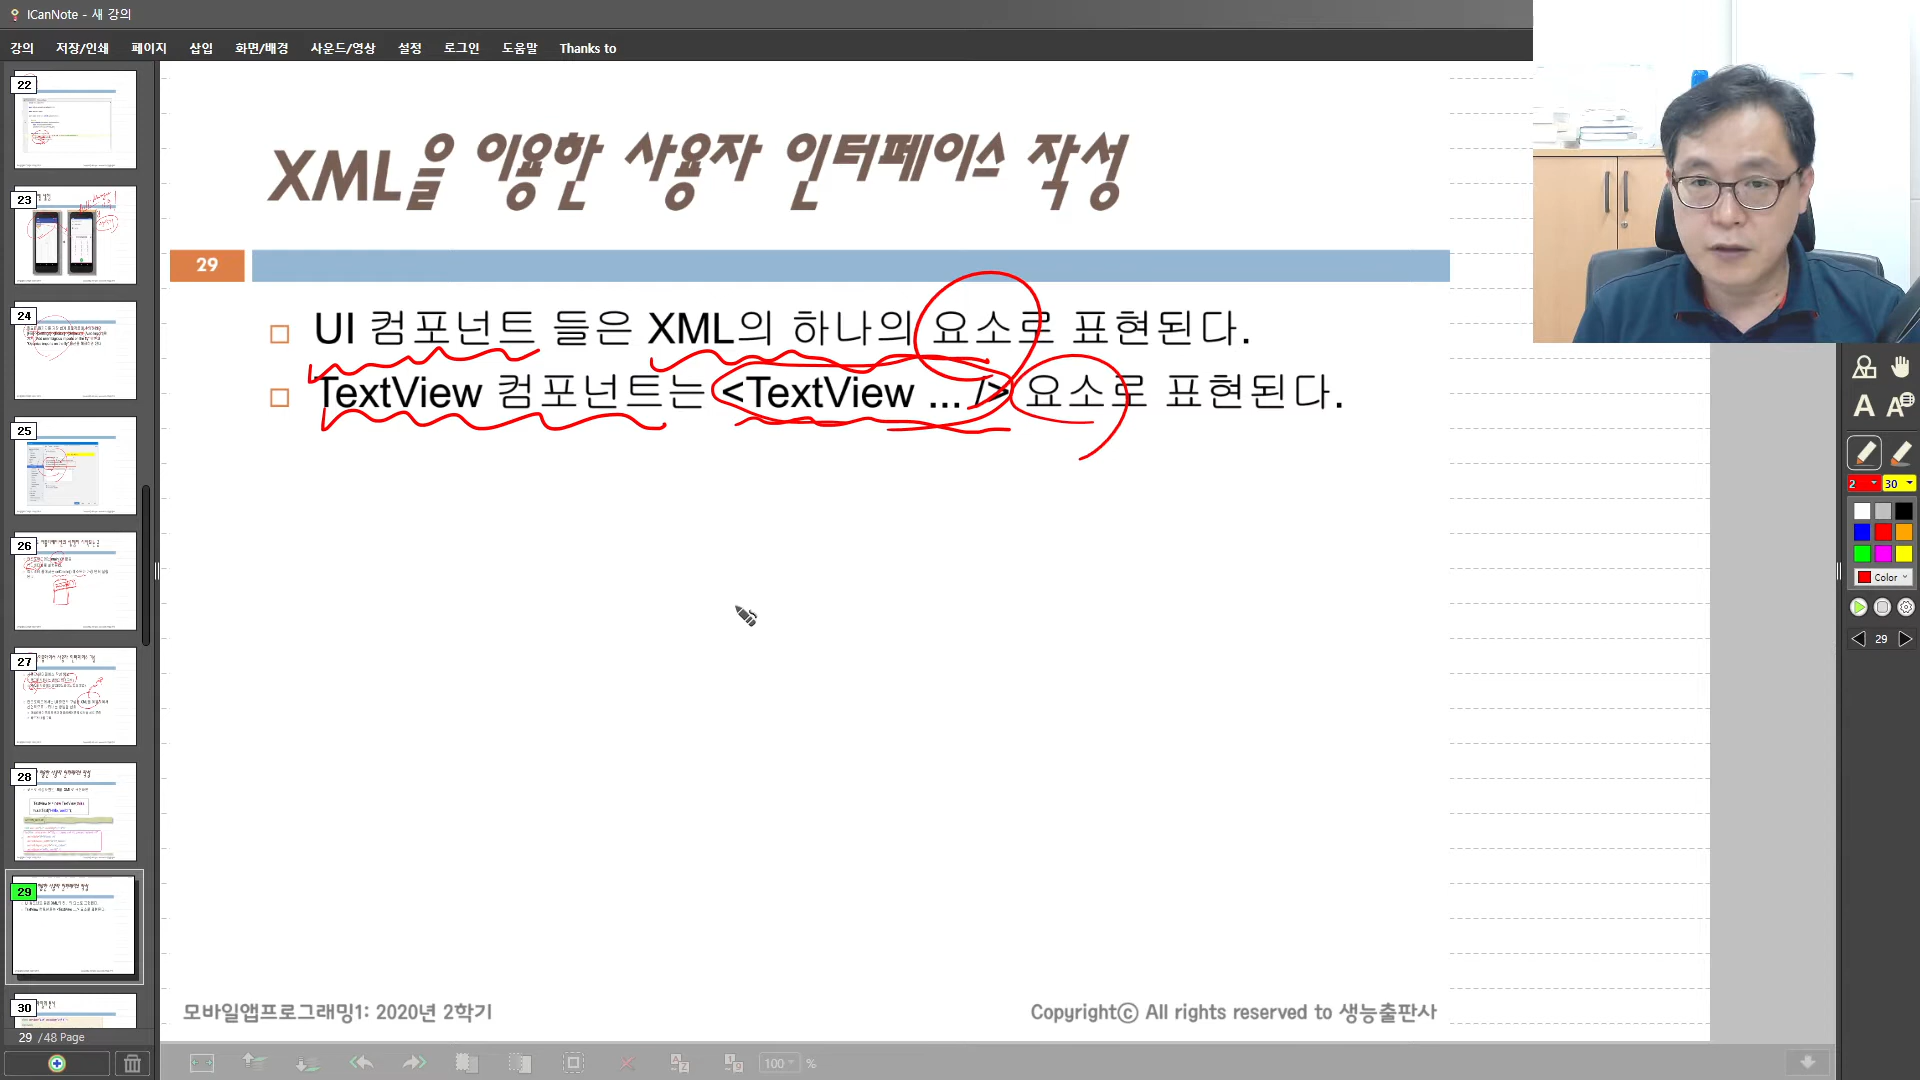 ICanNote - 새 강의
강의 저장/인쇄 페이지 삽입 화면/배경 사운드/영상 설정 로그인 도움말 Thanks to
22
23
24
25
26
27
28
29
30
XML을 이용한 사용자 인터페이스 작성
29
UI 컴포넌트 들은 XML의 하나의 요소로 표현된다.
TextView 컴포넌트는 <TextView ... /> 요소로 표현된다.
모바일앱프로그래밍1: 2020년 2학기
Copyrightⓒ All rights reserved to 생능출판사
A A
2 30
Color
29
29 /48 Page
100 %